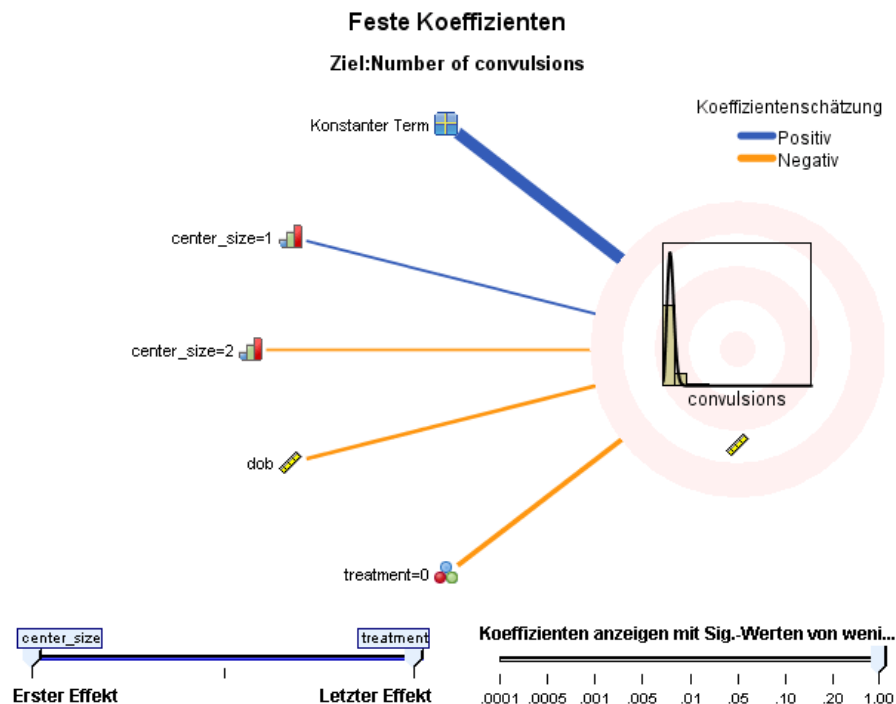 Feste Koeffizienten
Ziel:Number of convulsions
Koeffizientenschätzung
Positiv
Negativ
Konstanter Term
center_size=1
center_size=2
dob
treatment=0
convulsions
center_size
treatment
Erster Effekt
Letzter Effekt
Koeffizienten anzeigen mit Sig.-Werten von weni...
.0001 .0005 .001 .005 .01 .05 .10 .20 1.00